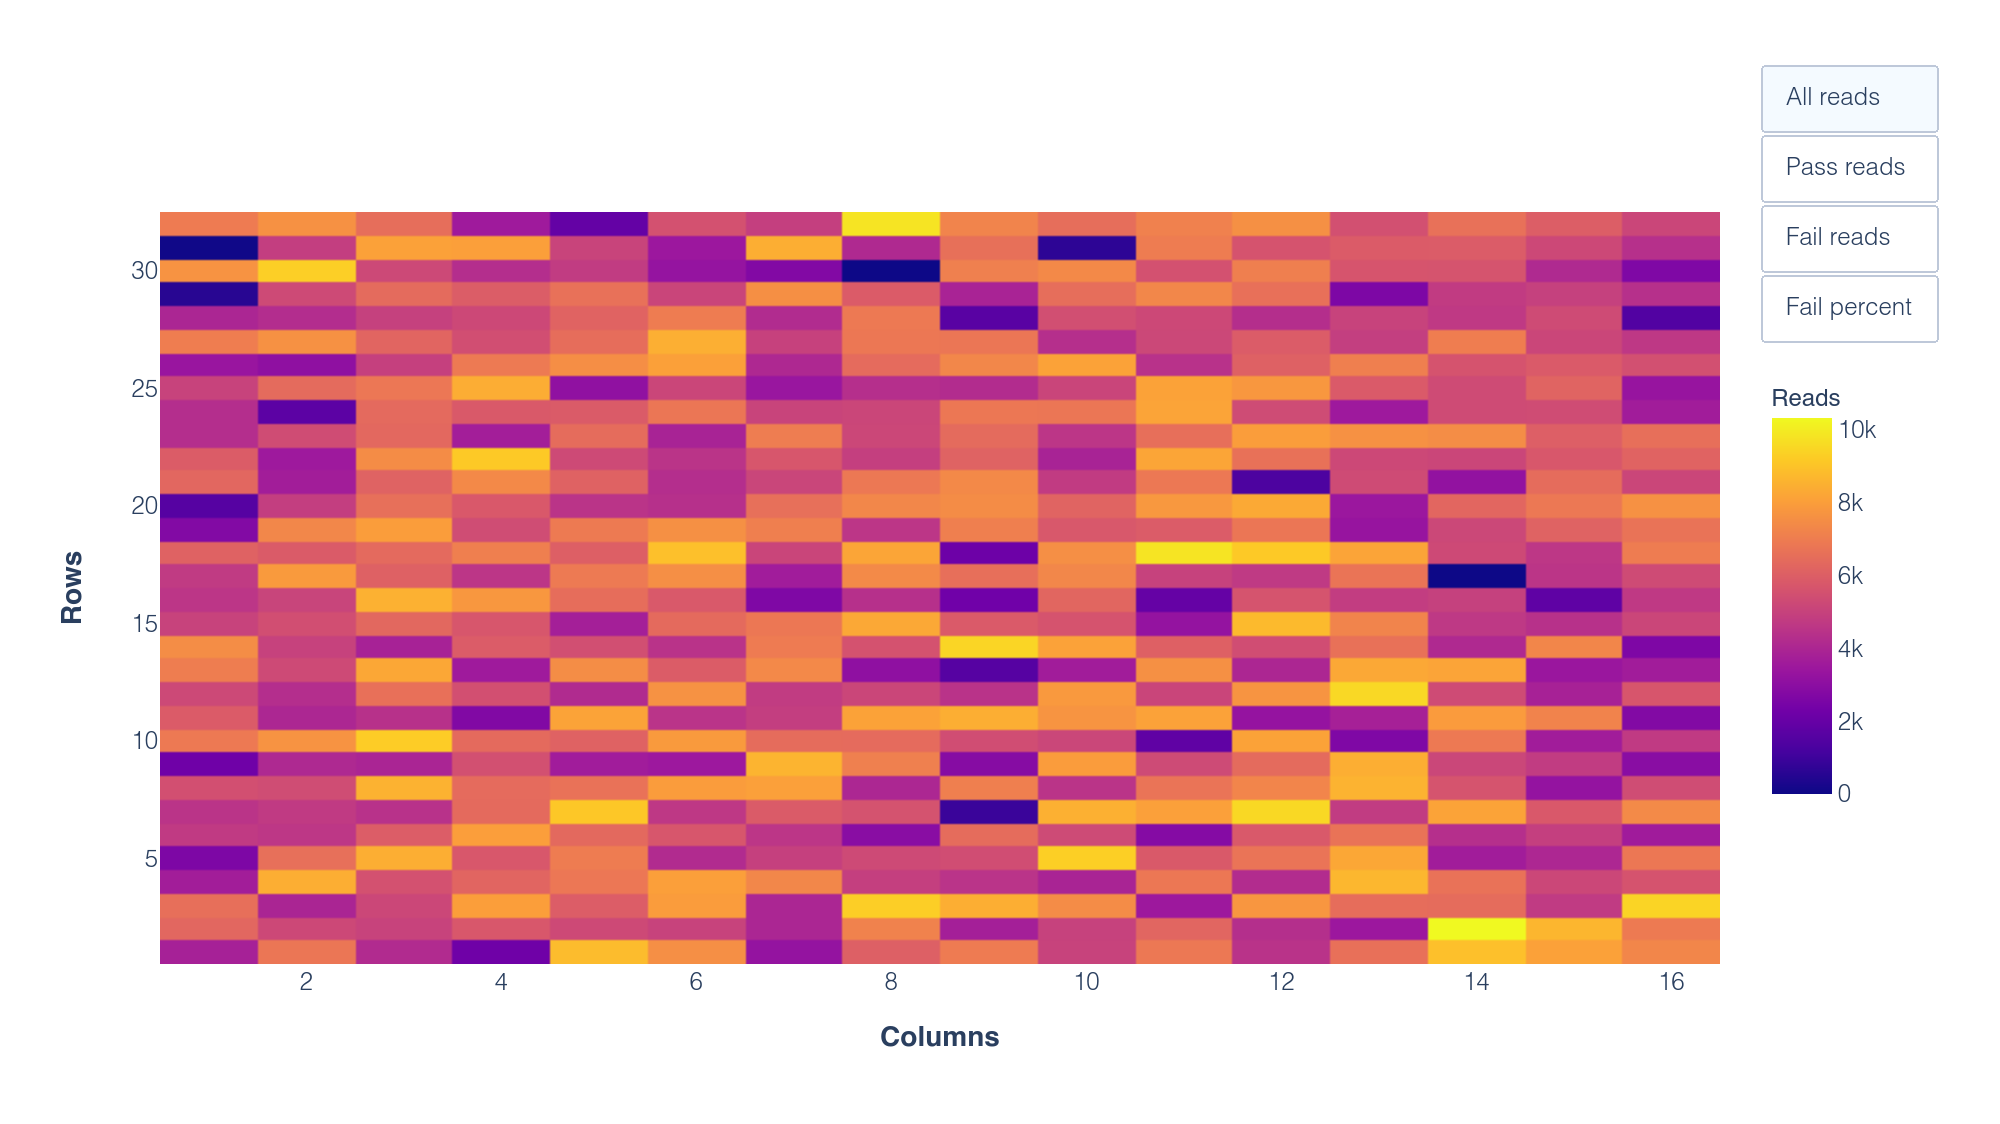 All reads
Pass reads
Fail reads
Fail percent
Reads
10k
8k
6k
4k
2k
0
30
25
20
15
10
5
Rows
2 4 6 8 10 12 14 16
Columns